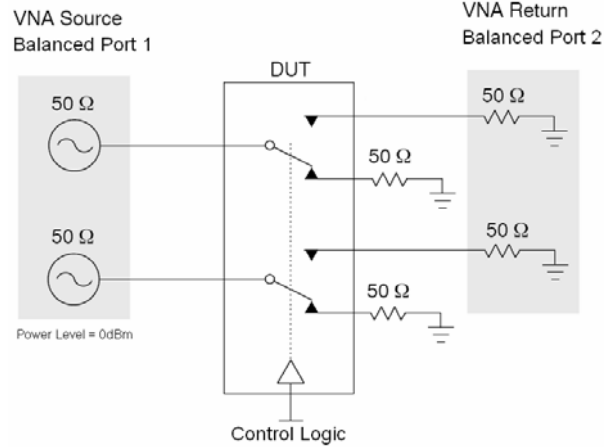 VNA Source
Balanced Port 1
VNA Return
Balanced Port 2
DUT
50 Ω
50 Ω
50 Ω
50 Ω
50 Ω
50 Ω
Power Level = 0dBm
Control Logic